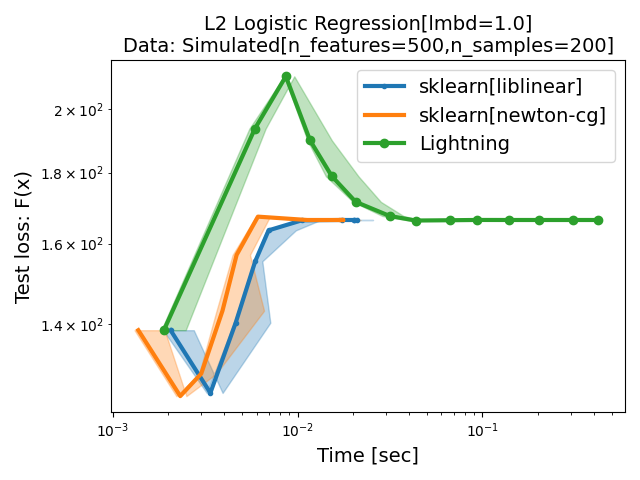 L2 Logistic Regression[lmbd=1.0]
Data: Simulated[n_features=500,n_samples=200]
sklearn[liblinear]
sklearn[newton-cg]
Lightning
Test loss: F(x)
2 × 10²
1.8 × 10²
1.6 × 10²
1.4 × 10²
10⁻³
10⁻²
10⁻¹
Time [sec]